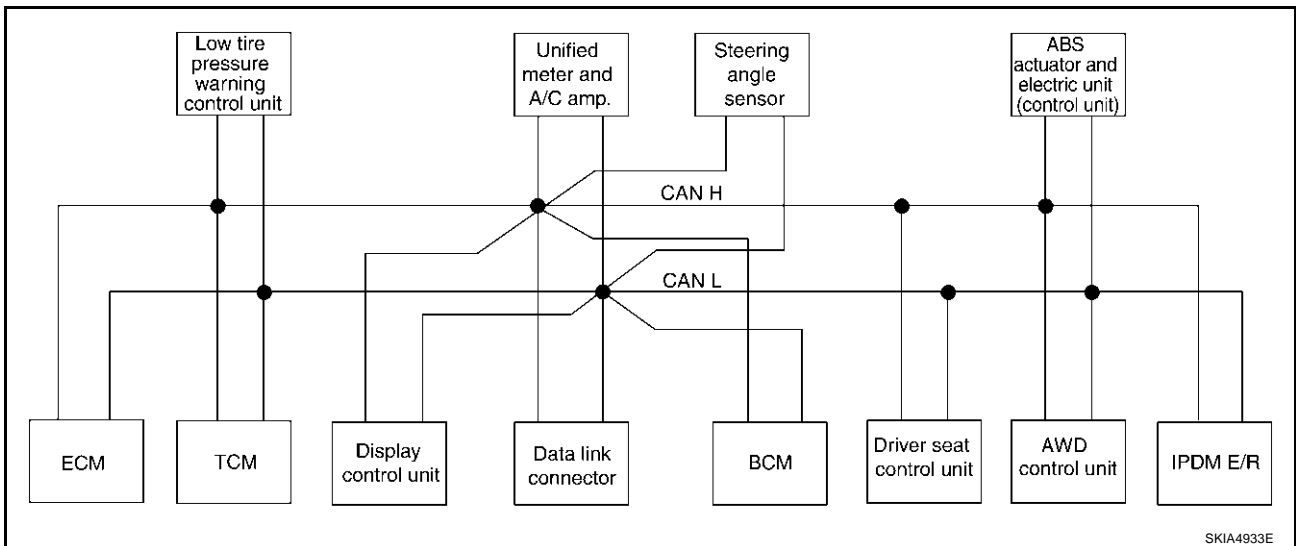 Low tire
pressure
warning
control unit
Unified
meter and
A/C amp.
Steering
angle
sensor
ABS
actuator and
electric unit
(control unit)
CAN H
CAN L
ECM
TCM
Display
control unit
Data link
connector
BCM
Driver seat
control unit
AWD
control unit
IPDM E/R
SKIA4933E